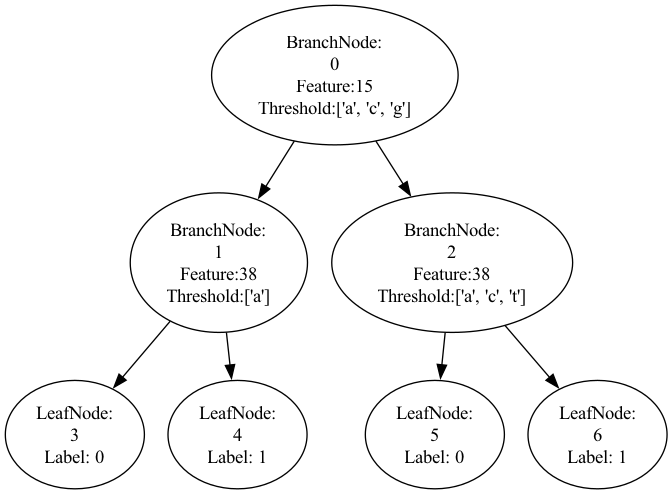 BranchNode:
0
Feature:15
Threshold:['a', 'c', 'g']
BranchNode:
1
Feature:38
Threshold:['a']
BranchNode:
2
Feature:38
Threshold:['a', 'c', 't']
LeafNode:
3
Label: 0
LeafNode:
4
Label: 1
LeafNode:
5
Label: 0
LeafNode:
6
Label: 1